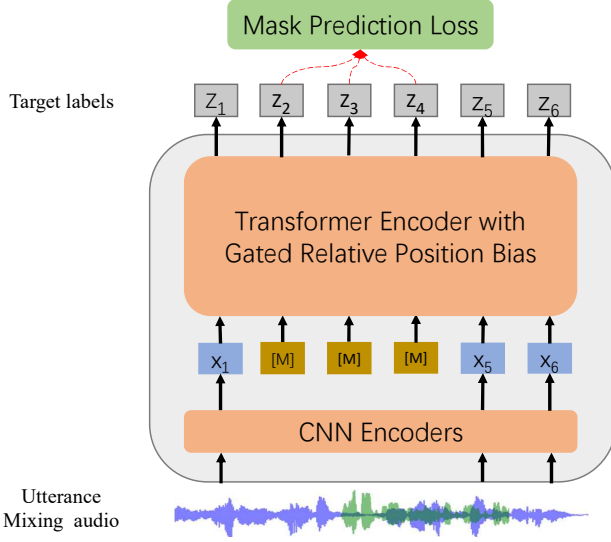 Mask Prediction Loss
Target labels
Z₁ Z₂ Z₃ Z₄ Z₅ Z₆
Transformer Encoder with
Gated Relative Position Bias
X₁ [M] [M] [M] X₅ X₆
CNN Encoders
Utterance
Mixing audio